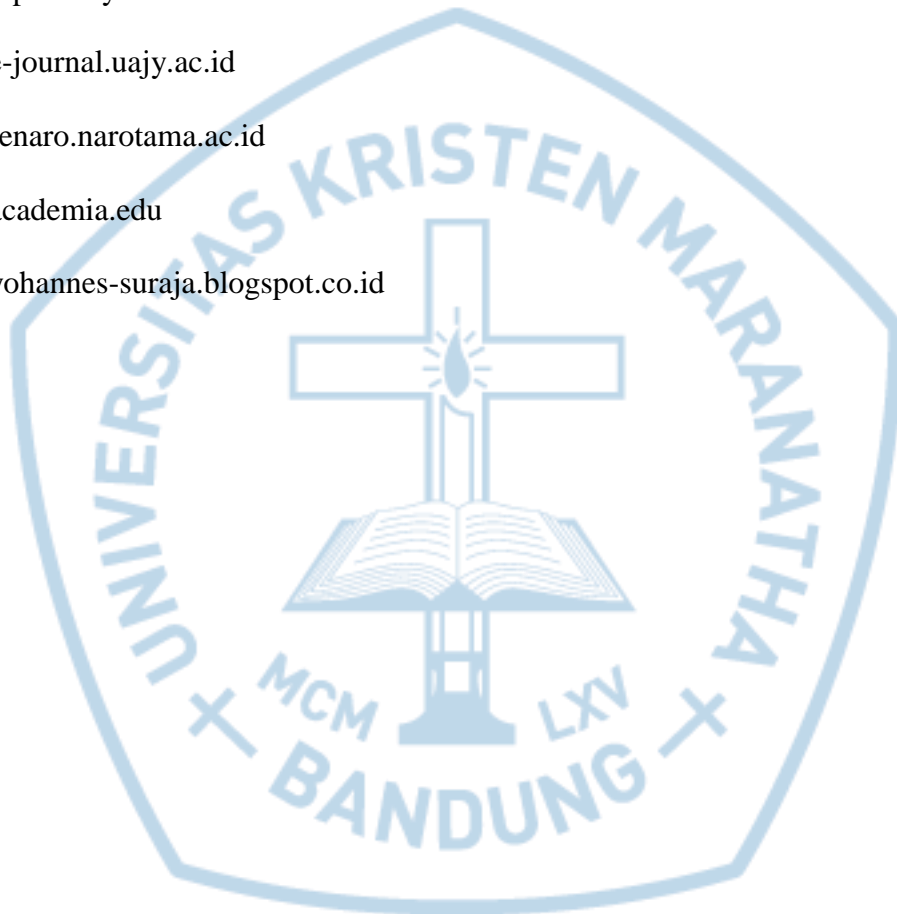 -journal.uajy.ac.id
enaro.narotama.ac.id
academia.edu
yohannes-suraja.blogspot.co.id
UNIVERSITAS KRISTEN MARANATHA
MCM LXV
BANDUNG